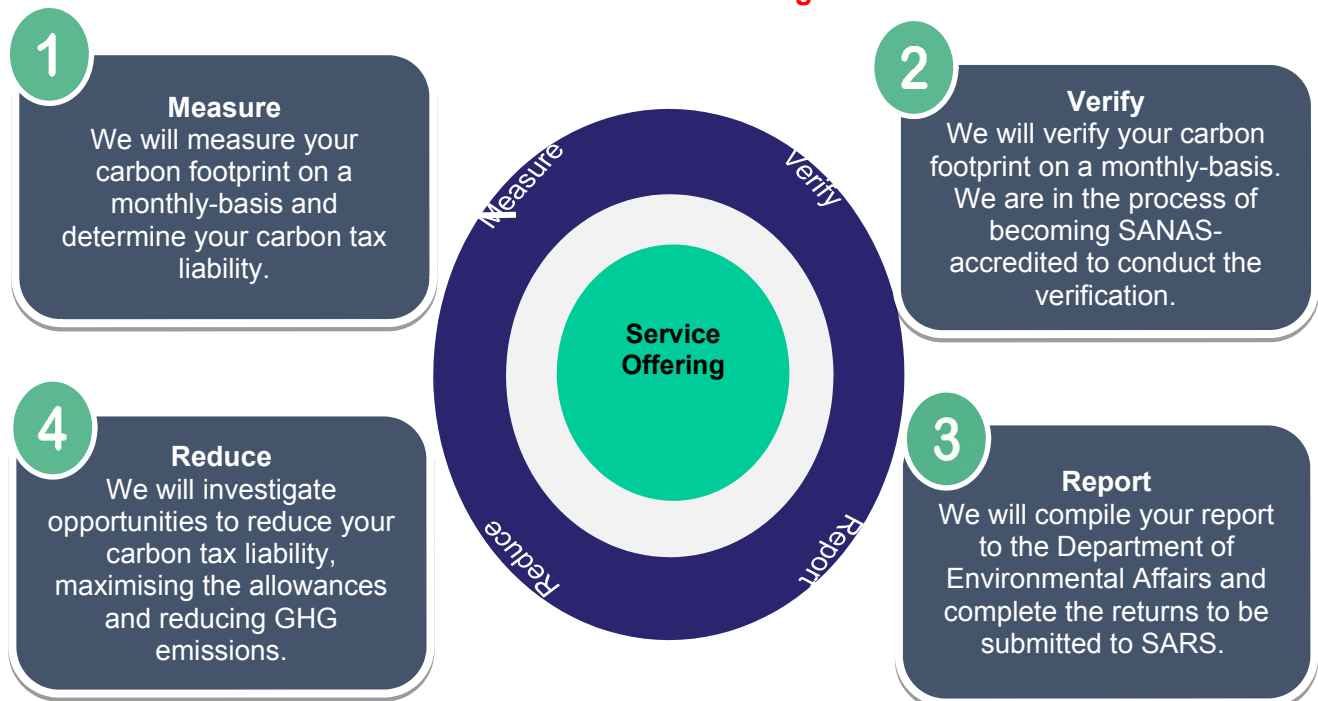 1
Measure
We will measure your
carbon footprint on a
monthly-basis and
determine your carbon tax
liability.
2
Verify
We will verify your carbon
footprint on a monthly-basis.
We are in the process of
becoming SANAS-
accredited to conduct the
verification.
Measure
Verify
Service
Offering
Reduce
Report
4
Reduce
We will investigate
opportunities to reduce your
carbon tax liability,
maximising the allowances
and reducing GHG
emissions.
3
Report
We will compile your report
to the Department of
Environmental Affairs and
complete the returns to be
submitted to SARS.